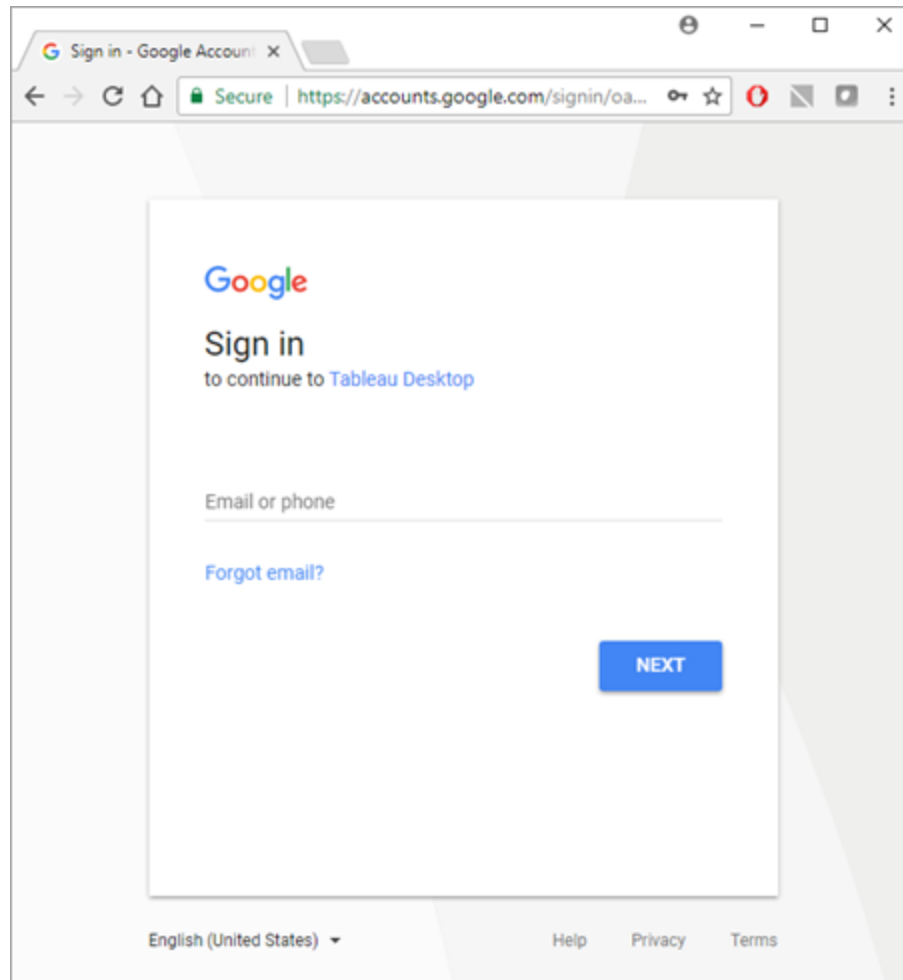 Sign in - Google Account
Secure | https://accounts.google.com/signin/oa...
Google
Sign in
to continue to Tableau Desktop
Email or phone
Forgot email?
NEXT
English (United States)
Help Privacy Terms